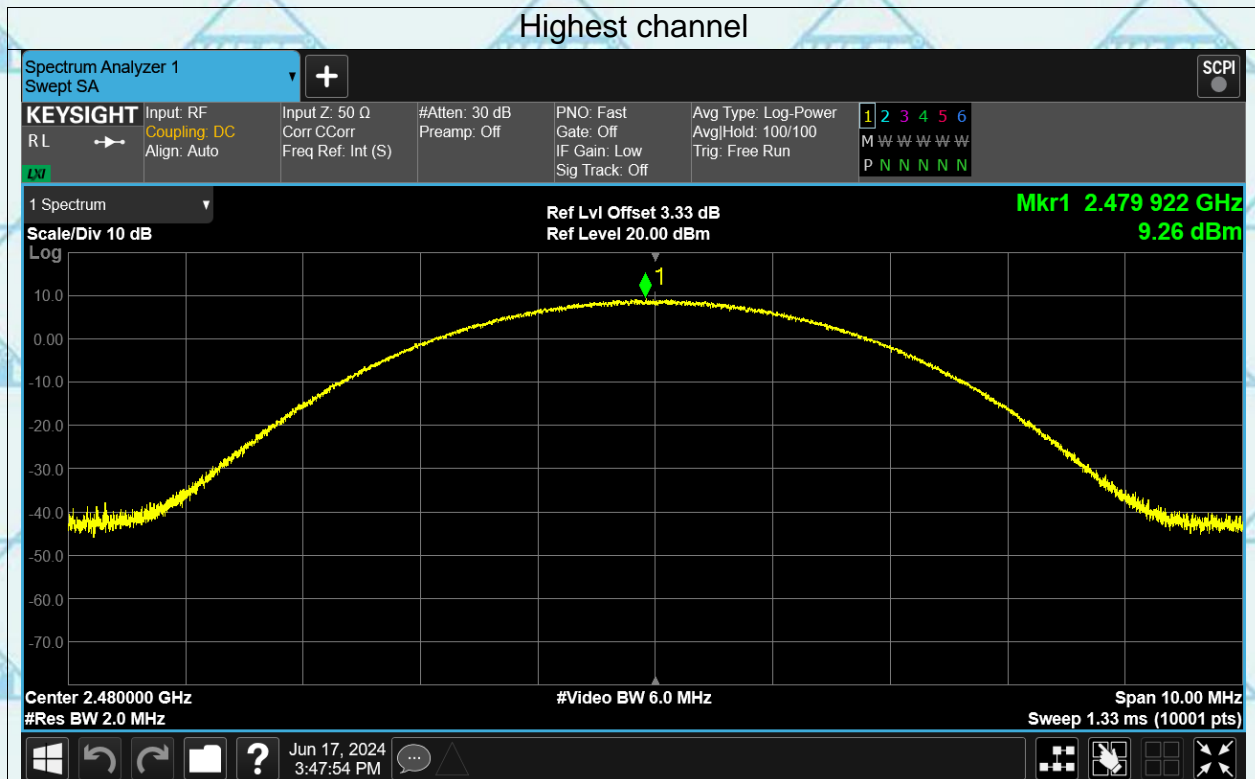 Highest channel
Spectrum Analyzer 1
Swept SA
SCPI
KEYSIGHT
R L
LXI
Input: RF
Coupling: DC
Align: Auto
Input Z: 50 Ω
Corr CCorr
Freq Ref: Int (S)
#Atten: 30 dB
Preamp: Off
PNO: Fast
Gate: Off
IF Gain: Low
Sig Track: Off
Avg Type: Log-Power
Avg|Hold: 100/100
Trig: Free Run
1 2 3 4 5 6
M W W W W W W
P N N N N N N
1 Spectrum
Scale/Div 10 dB
Ref Lvl Offset 3.33 dB
Ref Level 20.00 dBm
Mkr1 2.479 922 GHz
9.26 dBm
Log
1
10.0
0.00
-10.0
-20.0
-30.0
-40.0
-50.0
-60.0
-70.0
Center 2.480000 GHz
#Res BW 2.0 MHz
#Video BW 6.0 MHz
Span 10.00 MHz
Sweep 1.33 ms (10001 pts)
?
Jun 17, 2024
3:47:54 PM